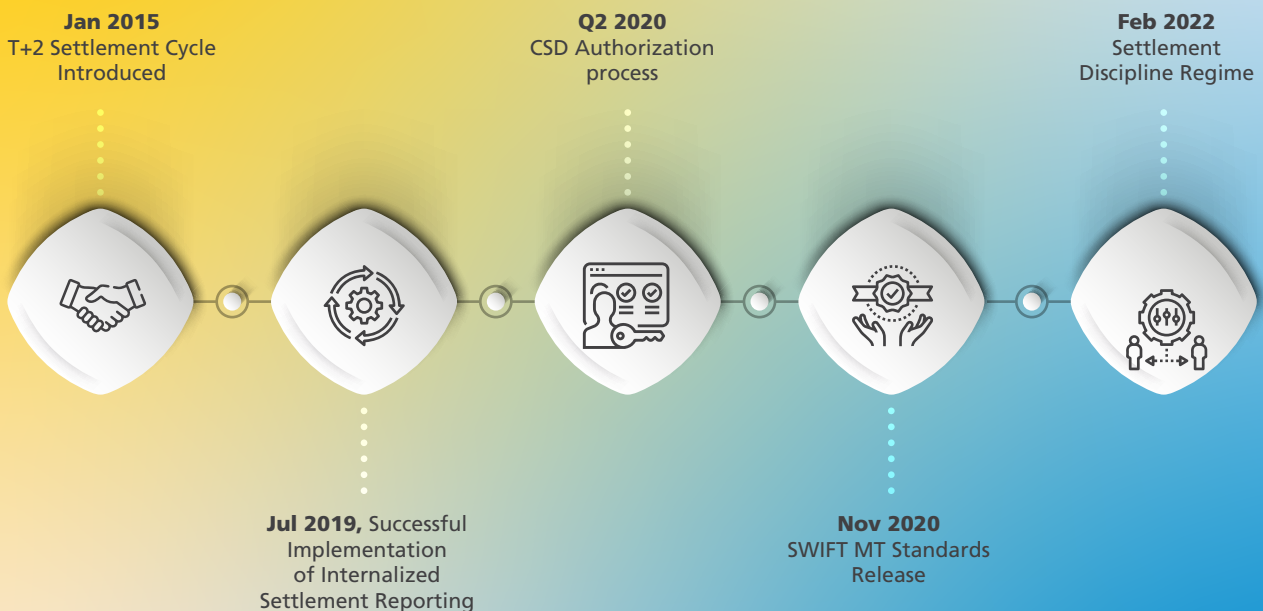 Jan 2015
T+2 Settlement Cycle
Introduced
Jul 2019, Successful
Implementation
of Internalized
Settlement Reporting
Q2 2020
CSD Authorization
process
Nov 2020
SWIFT MT Standards
Release
Feb 2022
Settlement
Discipline Regime